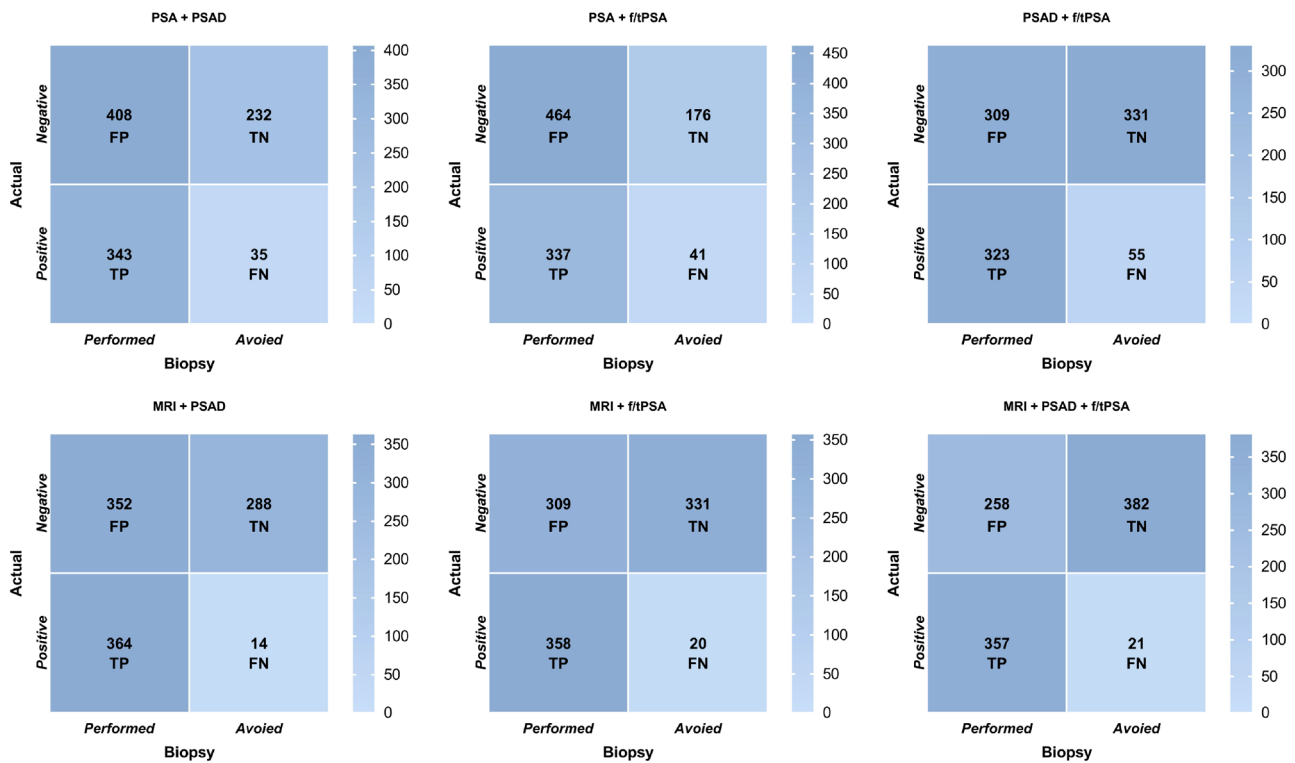 PSA + PSAD
Actual
Negative
Positive
408
FP
232
TN
343
TP
35
FN
400
350
300
250
200
150
100
50
0
Performed
Avoied
Biopsy
PSA + f/tPSA
Actual
Negative
Positive
464
FP
176
TN
337
TP
41
FN
450
400
350
300
250
200
150
100
50
0
Performed
Avoied
Biopsy
PSAD + f/tPSA
Actual
Negative
Positive
309
FP
331
TN
323
TP
55
FN
300
250
200
150
100
50
0
Performed
Avoied
Biopsy
MRI + PSAD
Actual
Negative
Positive
352
FP
288
TN
364
TP
14
FN
350
300
250
200
150
100
50
0
Performed
Avoied
Biopsy
MRI + f/tPSA
Actual
Negative
Positive
309
FP
331
TN
358
TP
20
FN
350
300
250
200
150
100
50
0
Performed
Avoied
Biopsy
MRI + PSAD + f/tPSA
Actual
Negative
Positive
258
FP
382
TN
357
TP
21
FN
350
300
250
200
150
100
50
0
Performed
Avoied
Biopsy